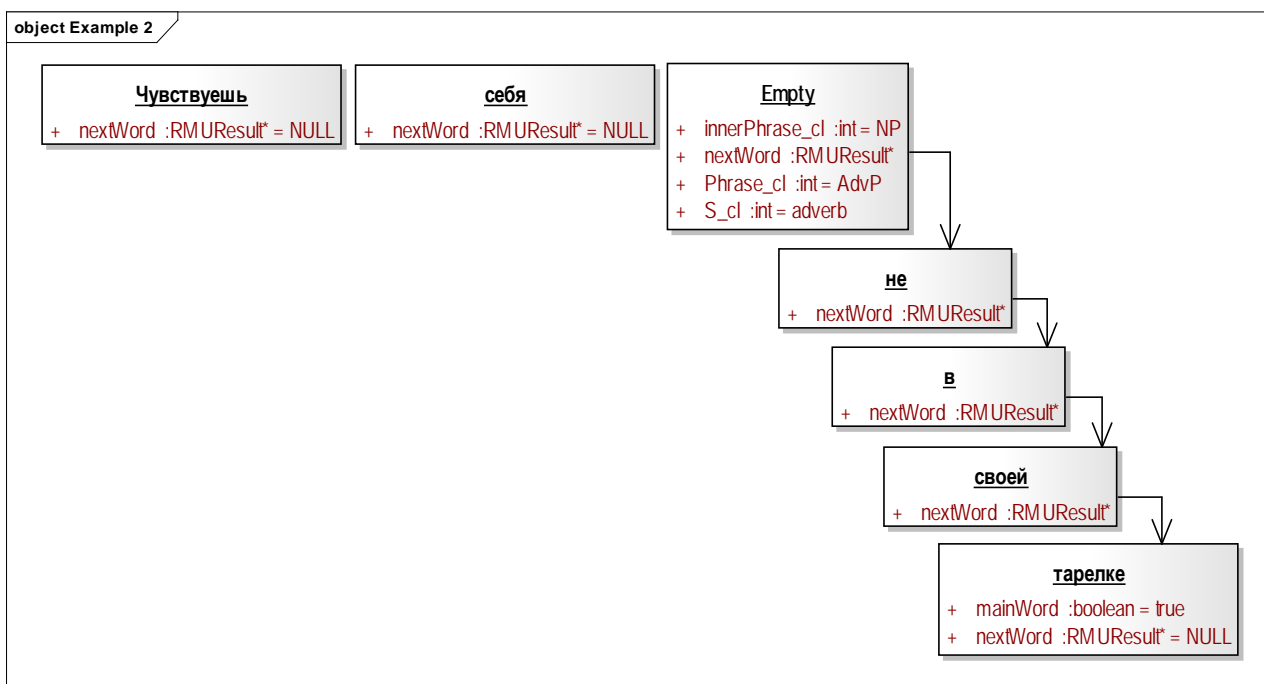 object Example 2
Чувствуешь
+ nextWord :RMUResult* = NULL
себя
+ nextWord :RMUResult* = NULL
Empty
+ innerPhrase_cl :int = NP
+ nextWord :RMUResult*
+ Phrase_cl :int = AdvP
+ S_cl :int = adverb
не
+ nextWord :RMUResult*
в
+ nextWord :RMUResult*
своей
+ nextWord :RMUResult*
тарелке
+ mainWord :boolean = true
+ nextWord :RMUResult* = NULL